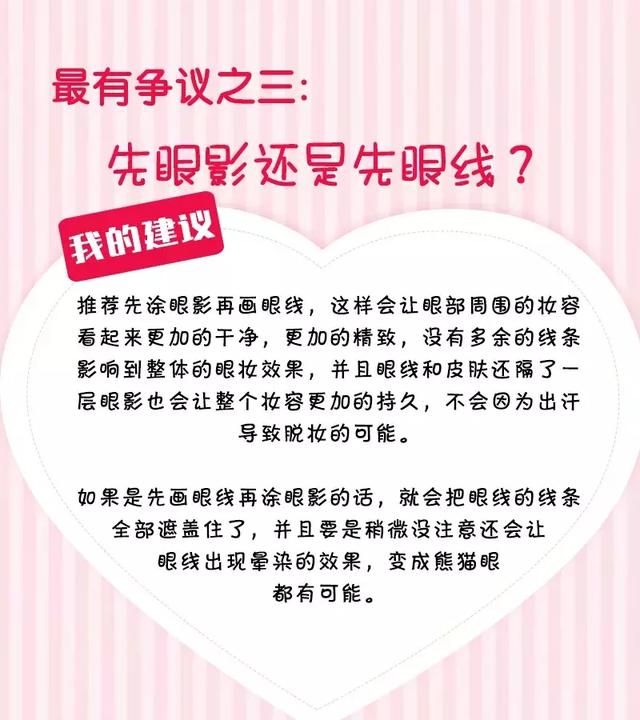 最有争议之三:
先眼影还是先眼线？
我的建议
推荐先涂眼影再画眼线，这样会让眼部周围的妆容
看起来更加的干净，更加的精致，没有多余的线条
影响到整体的眼妆效果，并且眼线和皮肤还隔了一
层眼影也会让整个妆容更加的持久，不会因为出汗
导致脱妆的可能。
如果是先画眼线再涂眼影的话，就会把眼线的线条
全部遮盖住了，并且要是稍微没注意还会让
眼线出现晕染的效果，变成熊猫眼
都有可能。